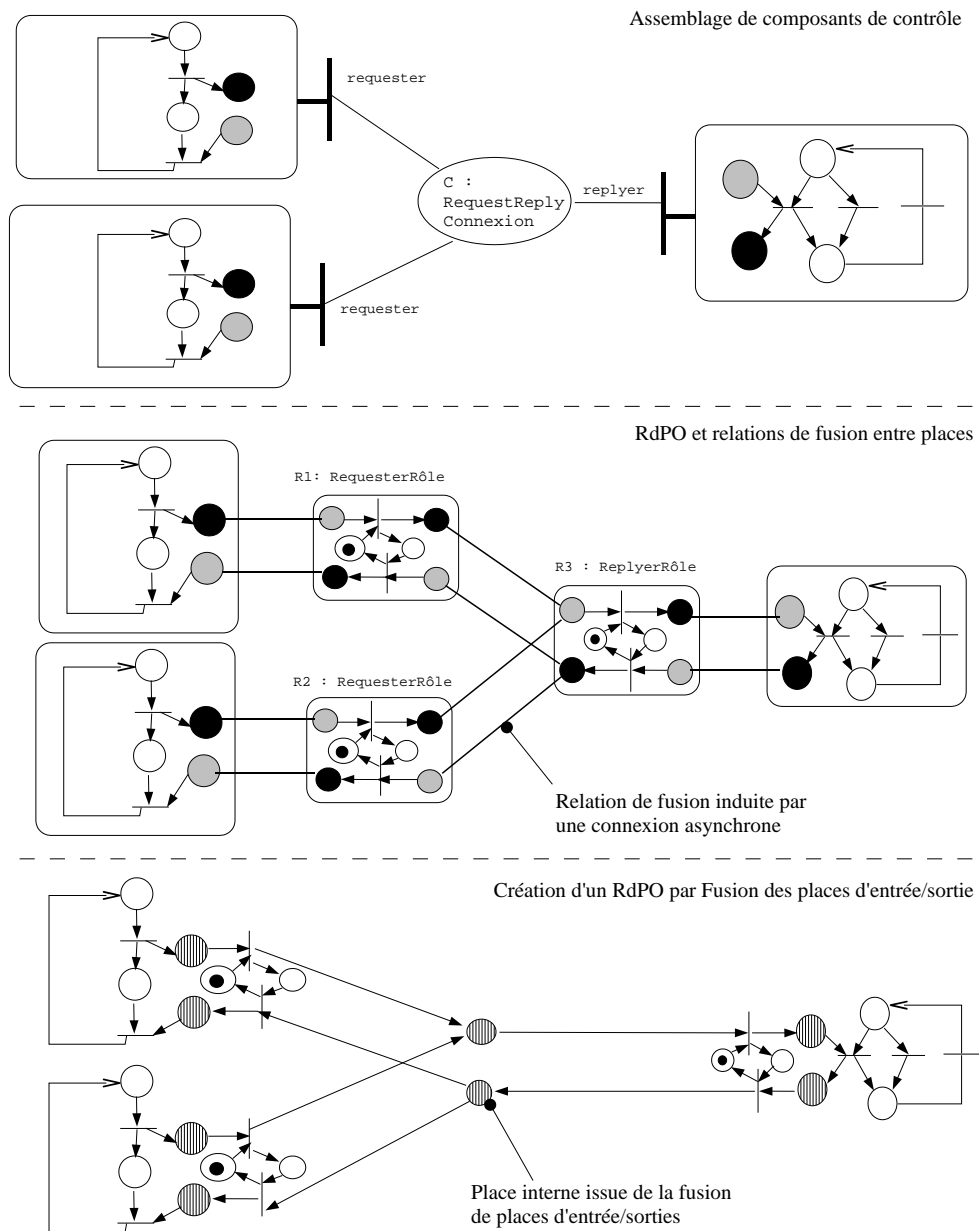 Assemblage de composants de contrôle
requester
C :
RequestReply
Connexion
replyer
requester
RdPO et relations de fusion entre places
R1: RequesterRôle
R3 : ReplyerRôle
R2 : RequesterRôle
Relation de fusion induite par
une connexion asynchrone
Création d'un RdPO par Fusion des places d'entrée/sortie
Place interne issue de la fusion
de places d'entrée/sorties